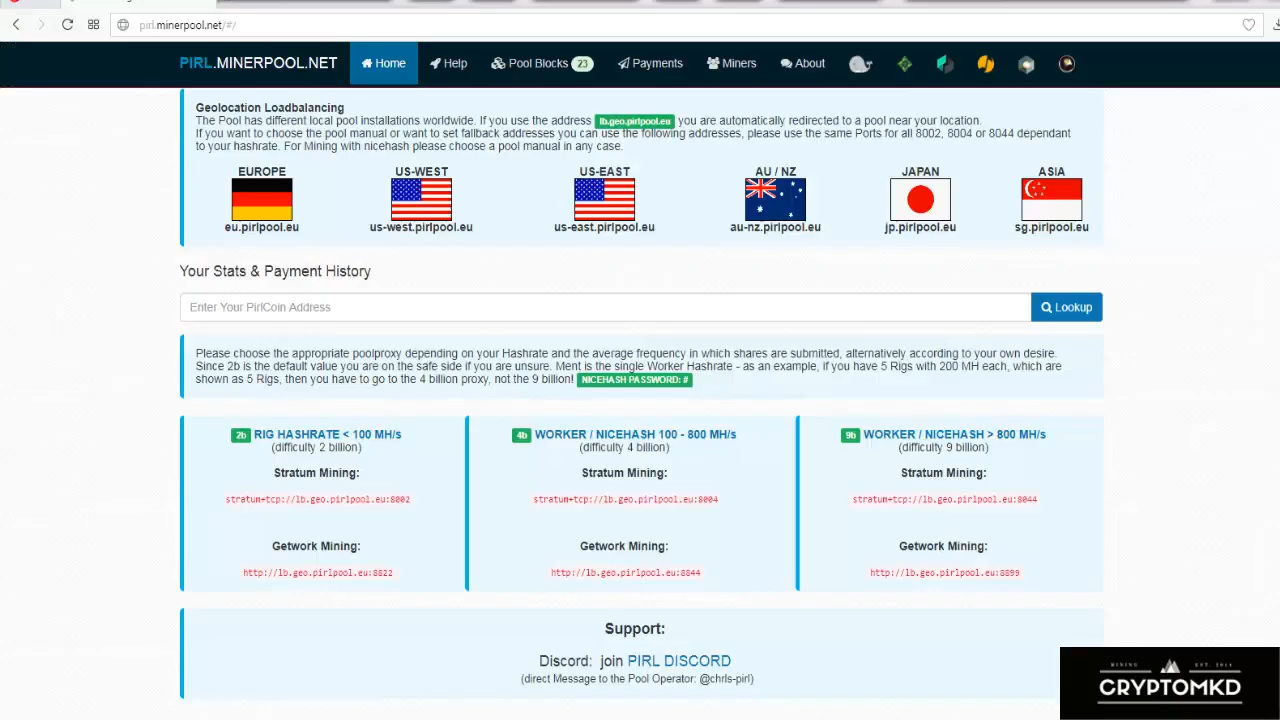 pirl.minerpool.net/#/
PIRL.MINERPOOL.NET Home Help Pool Blocks 23 Payments Miners About
Geolocation Loadbalancing
The Pool has different local pool installations worldwide. If you use the address lb.geo.pirlpool.eu you are automatically redirected to a pool near your location.
If you want to choose the pool manual or want to set fallback addresses you can use the following addresses, please use the same Ports for all 8002, 8004 or 8044 dependant
to your hashrate. For Mining with nicehash please choose a pool manual in any case.
EUROPE US-WEST US-EAST AU / NZ JAPAN ASIA
eu.pirlpool.eu us-west.pirlpool.eu us-east.pirlpool.eu au-nz.pirlpool.eu jp.pirlpool.eu sg.pirlpool.eu
Your Stats & Payment History
Enter Your PirlCoin Address Lookup
Please choose the appropriate poolproxy depending on your Hashrate and the average frequency in which shares are submitted, alternatively according to your own desire.
Since 2b is the default value you are on the safe side if you are unsure. Ment is the single Worker Hashrate - as an example, if you have 5 Rigs with 200 MH each, which are
shown as 5 Rigs, then you have to go to the 4 billion proxy, not the 9 billion! NICEHASH PASSWORD: #
2b RIG HASHRATE < 100 MH/s 4b WORKER / NICEHASH 100 - 800 MH/s 9b WORKER / NICEHASH > 800 MH/s
(difficulty 2 billion) (difficulty 4 billion) (difficulty 9 billion)
Stratum Mining: Stratum Mining: Stratum Mining:
stratum+tcp://lb.geo.pirlpool.eu:8002 stratum+tcp://lb.geo.pirlpool.eu:8004 stratum+tcp://lb.geo.pirlpool.eu:8044
Getwork Mining: Getwork Mining: Getwork Mining:
http://lb.geo.pirlpool.eu:8822 http://lb.geo.pirlpool.eu:8844 http://lb.geo.pirlpool.eu:8899
Support:
Discord: join PIRL DISCORD
(direct Message to the Pool Operator: @chrls-pirl)
MINING EST. 2014
CRYPTOMKD